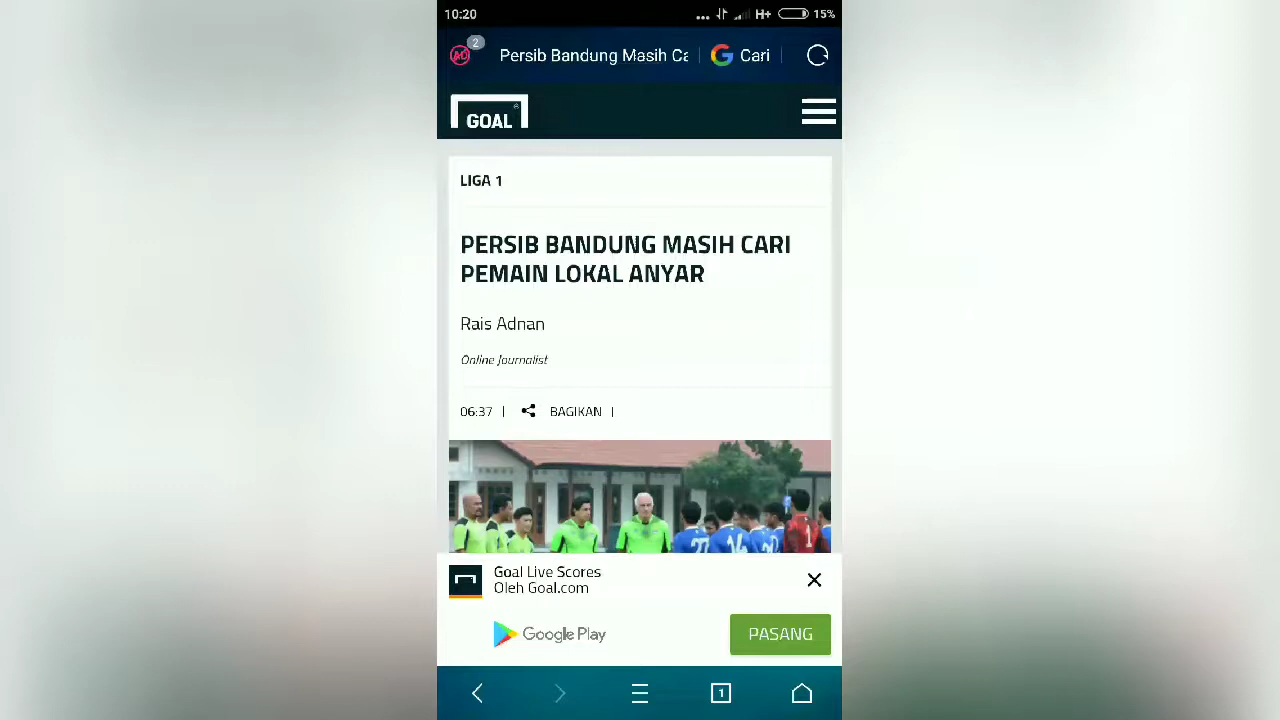 10:20
H+ 15%
AD 2
Persib Bandung Masih Ca
Cari
GOAL
LIGA 1
PERSIB BANDUNG MASIH CARI
PEMAIN LOKAL ANYAR
Rais Adnan
Online Journalist
06:37 | BAGIKAN |
Goal Live Scores
Oleh Goal.com
Google Play
PASANG
1